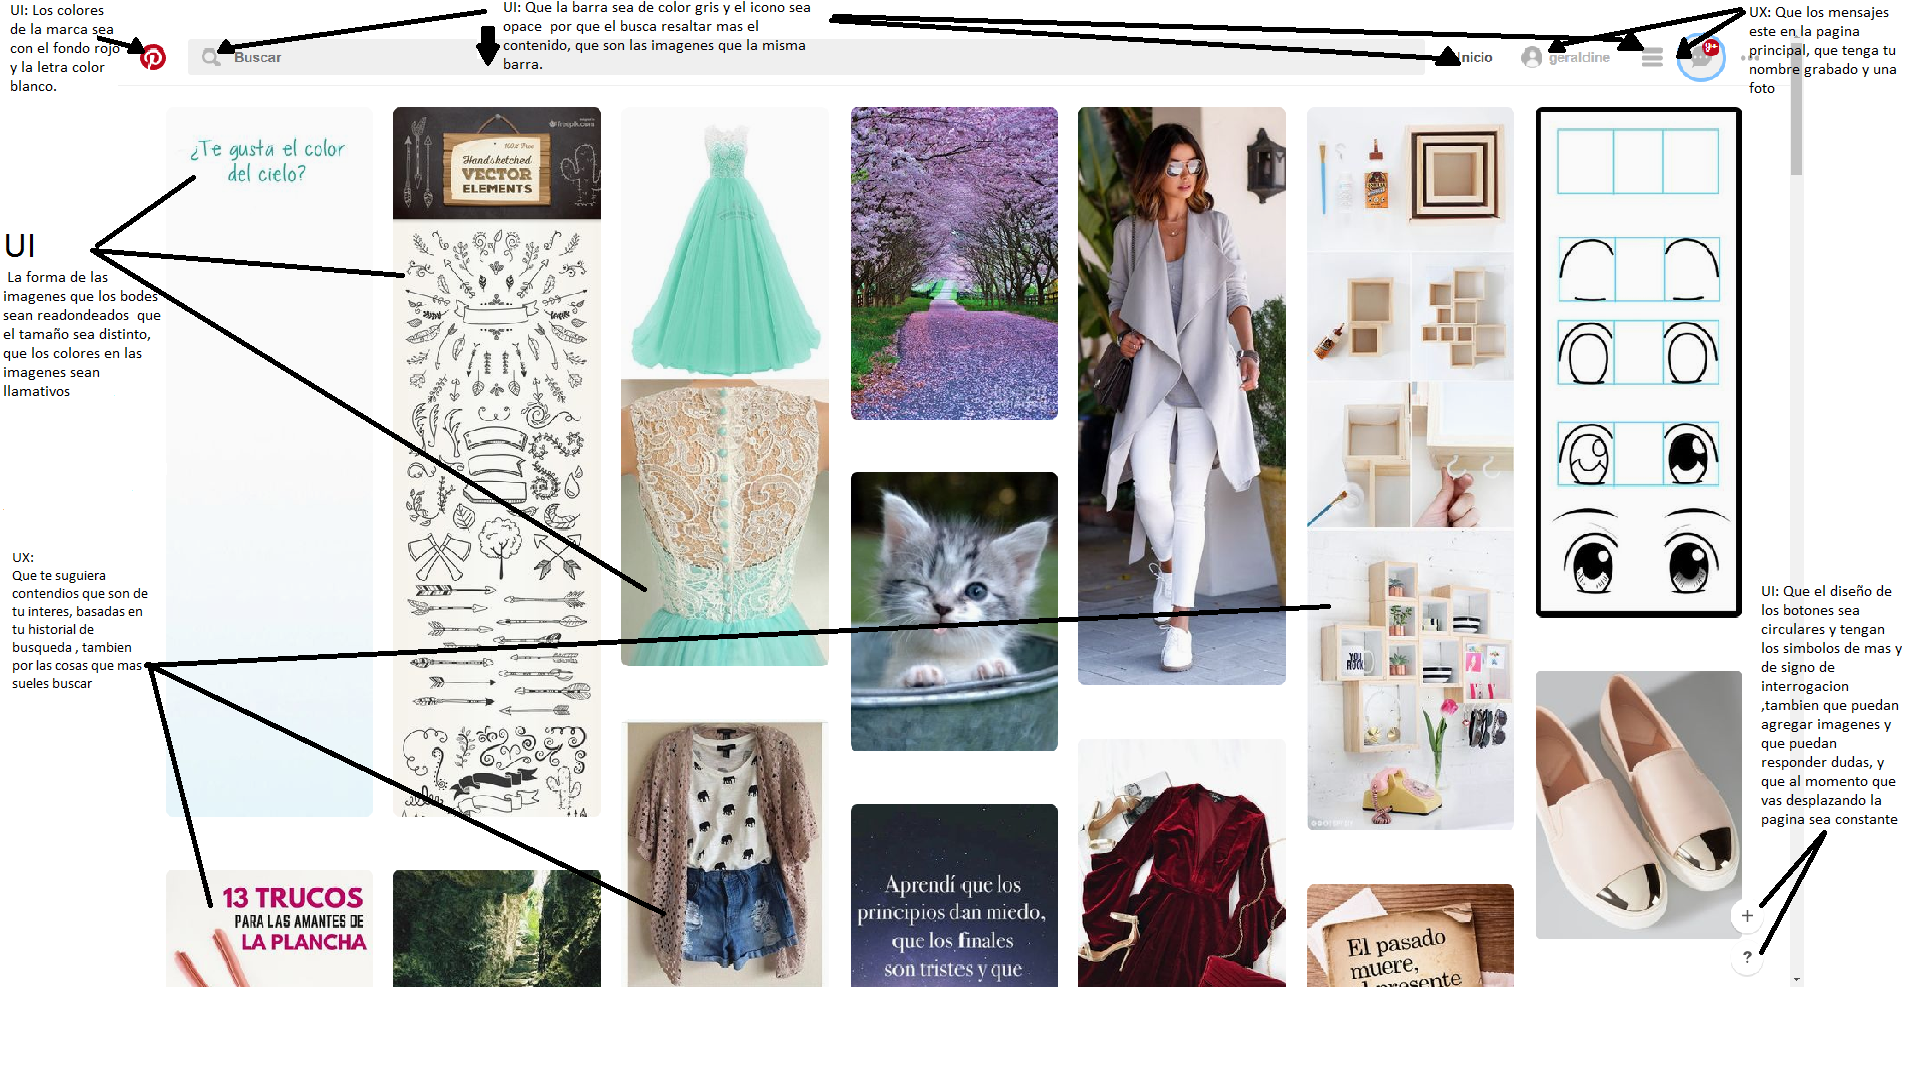 UI: Los colores
de la marca sea
con el fondo rojo
y la letra color
blanco.
UI: Que la barra sea de color gris y el icono sea
opace por que el busca resaltar mas el
contenido, que son las imagenes que la misma
barra.
UX: Que los mensajes
este en la pagina
principal, que tenga tu
nombre grabado y una
foto
Buscar
Inicio
geraldine
9+
¿Te gusta el color
del cielo?
100% Free
Handsketched
VECTOR
ELEMENTS
UI
La forma de las
imagenes que los bodes
sean readondeados que
el tamaño sea distinto,
que los colores en las
imagenes sean
llamativos
UX:
Que te suguiera
contendios que son de
tu interes, basadas en
tu historial de
busqueda , tambien
por las cosas que mas
sueles buscar
YOU
ROCK
UI: Que el diseño de
los botones sea
circulares y tengan
los simbolos de mas y
de signo de
interrogacion
,tambien que puedan
agregar imagenes y
que puedan
responder dudas, y
que al momento que
vas desplazando la
pagina sea constante
13 TRUCOS
PARA LAS AMANTES DE
LA PLANCHA
Aprendí que los
principios dan miedo,
que los finales
son tristes y que
El pasado
muere,
presente
+
?